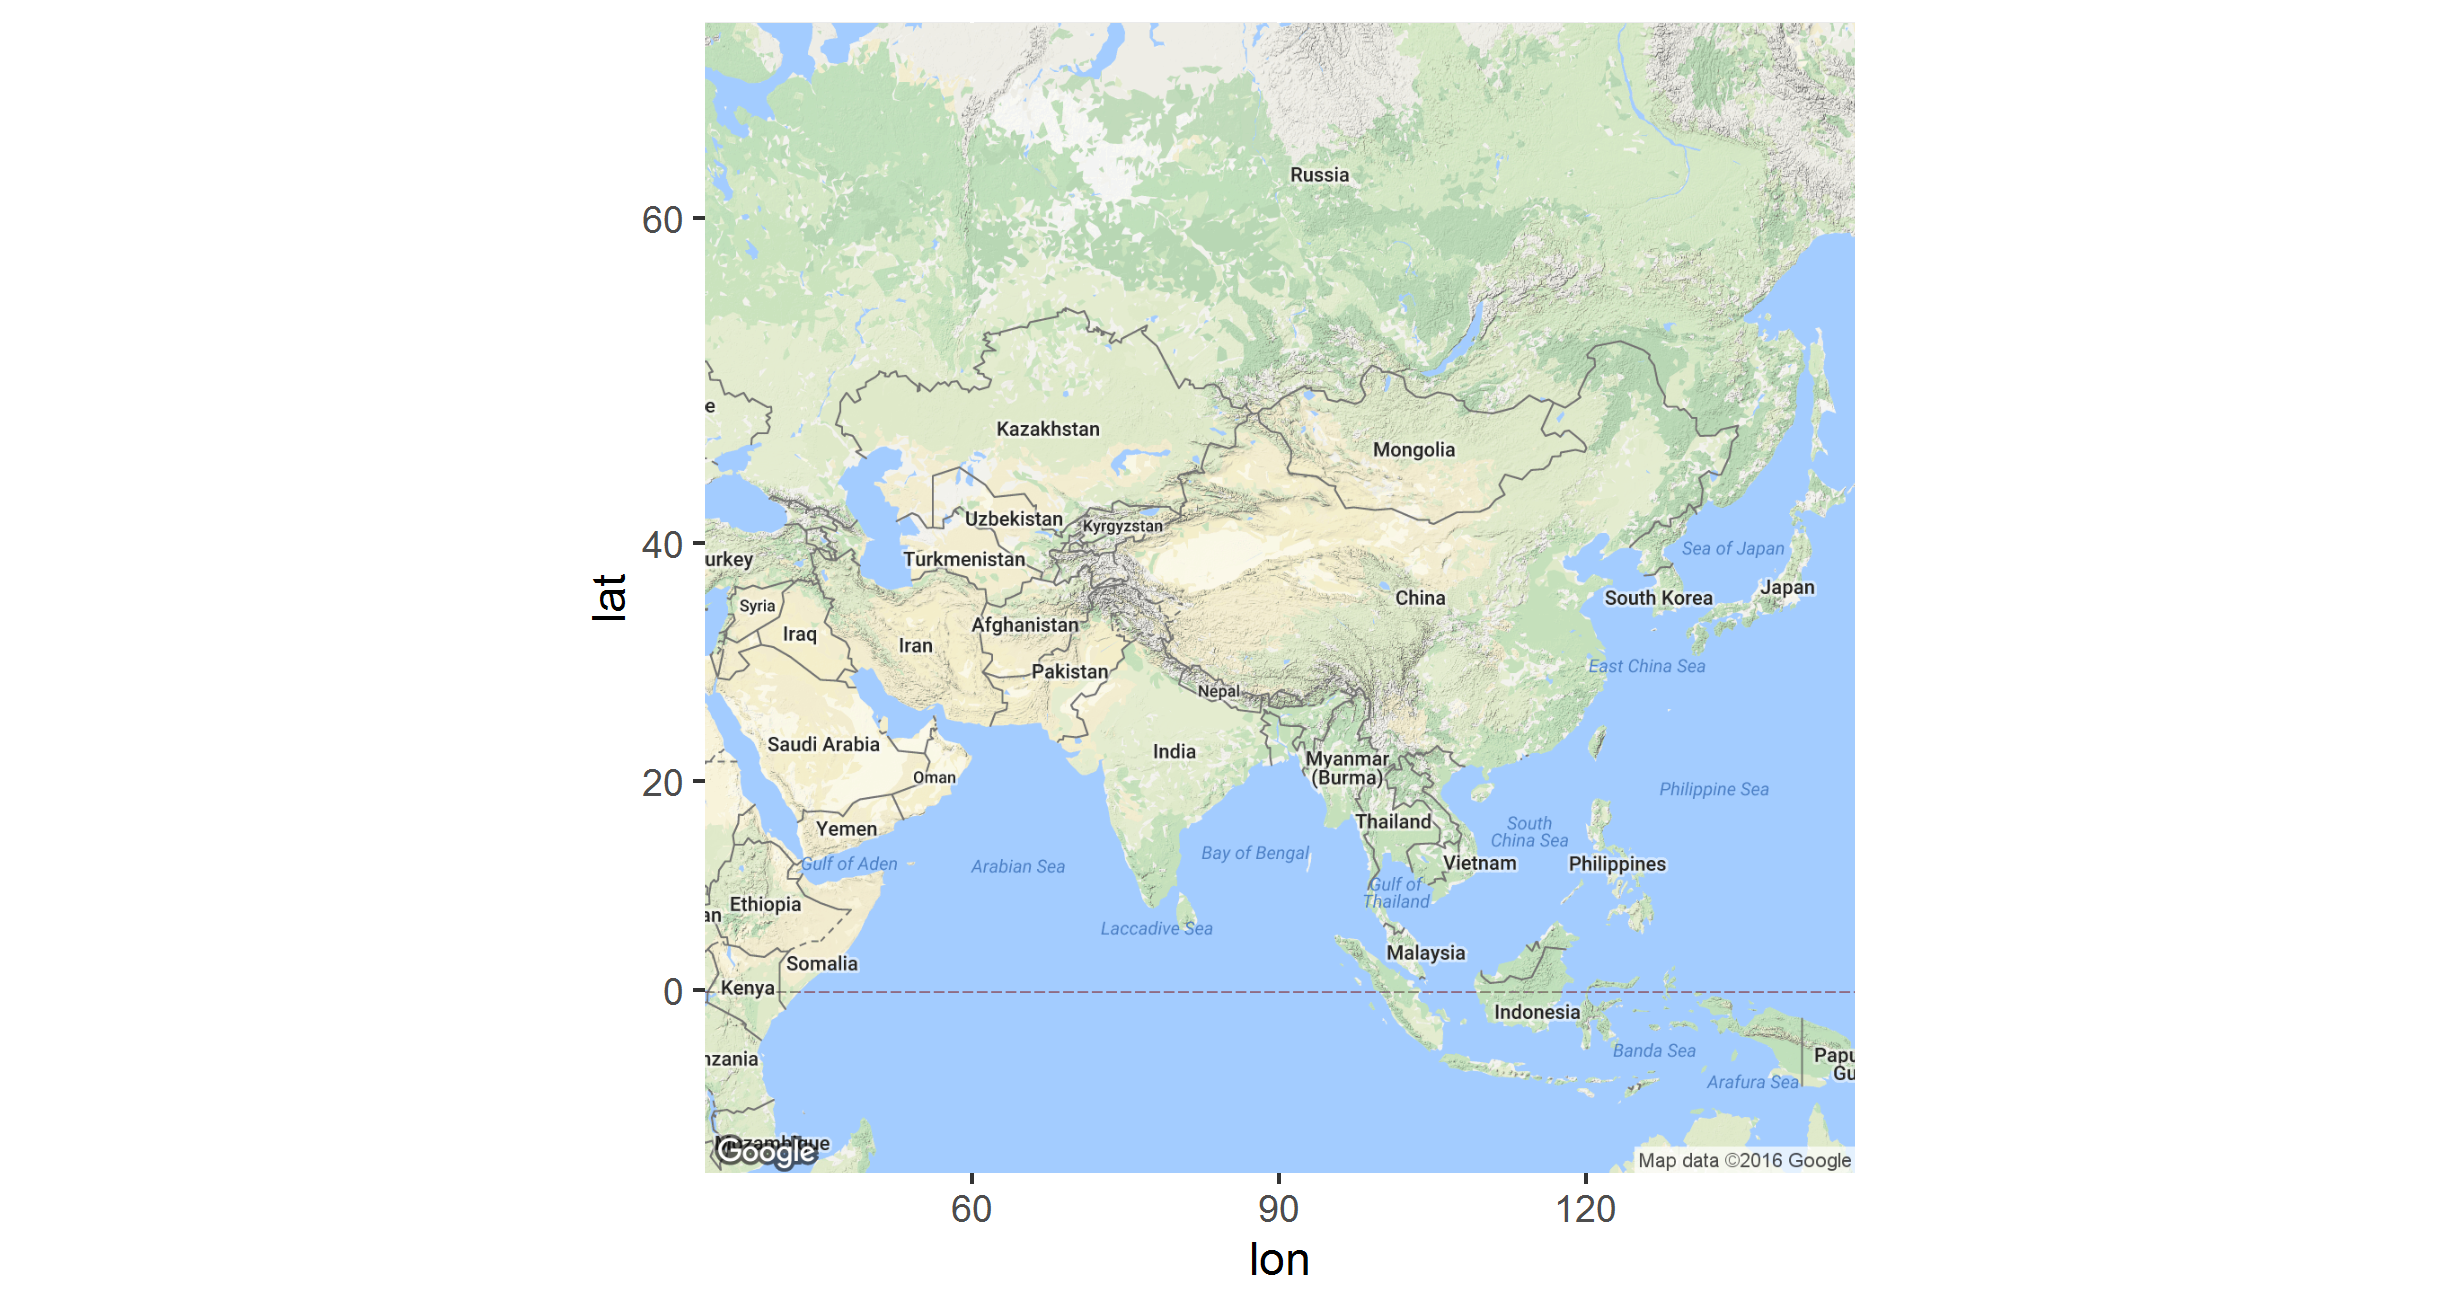 Russia
60
e
Kazakhstan
Mongolia
Uzbekistan
Kyrgyzstan
40
urkey
Turkmenistan
Sea of Japan
Japan
Syria
China
South Korea
lat
Iraq
Afghanistan
Iran
East China Sea
Pakistan
Nepal
Saudi Arabia
India
Myanmar
(Burma)
Oman
20
Philippine Sea
Yemen
Thailand
South
China Sea
Gulf of Aden
Arabian Sea
Bay of Bengal
Vietnam
Philippines
Gulf of
Thailand
Ethiopia
an
Laccadive Sea
Malaysia
Somalia
Kenya
0
Indonesia
Banda Sea
nzania
Papu
Gu
Arafura Sea
Mozambique
Google
Map data ©2016 Google
60
90
120
lon